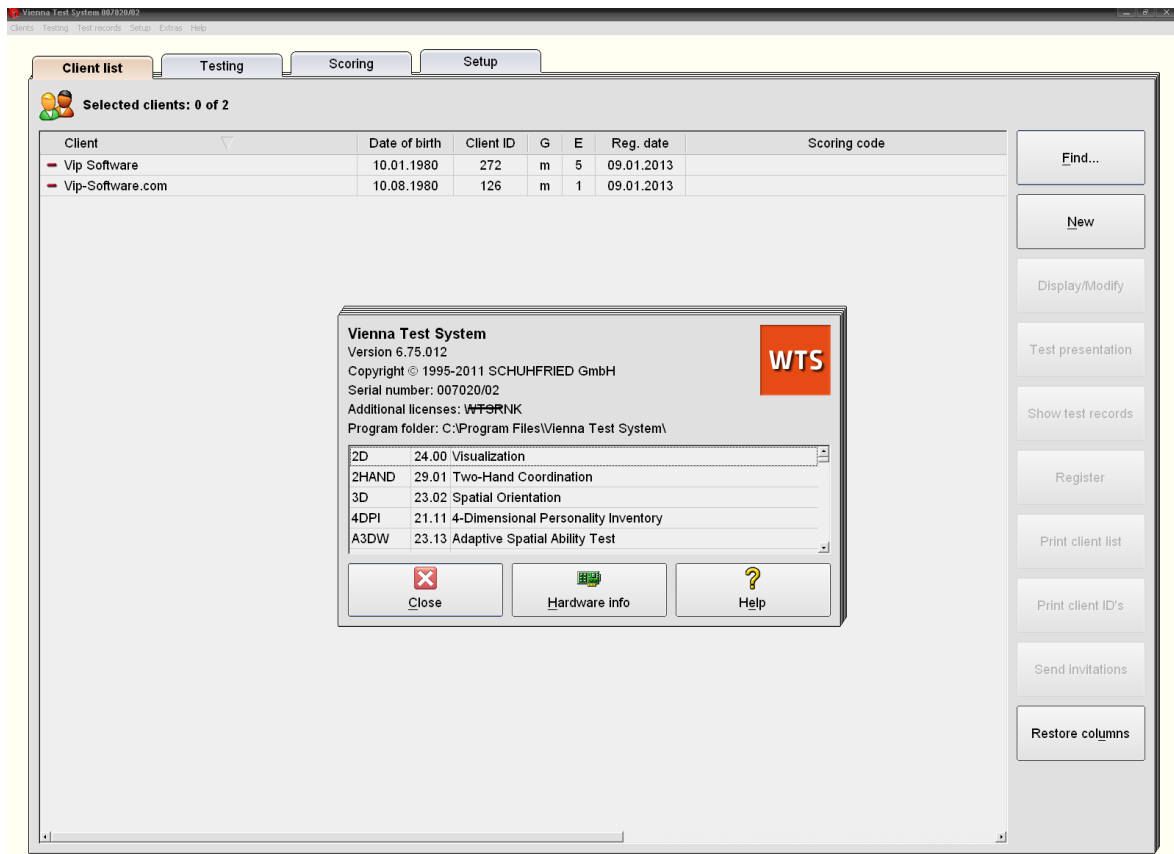 Vienna Test System 007020/02
Clients Testing Test records Setup Extras Help
Client list Testing Scoring Setup
Selected clients: 0 of 2
Client Date of birth Client ID G E Reg. date Scoring code
Vip Software 10.01.1980 272 m 5 09.01.2013
Vip-Software.com 10.08.1980 126 m 1 09.01.2013
Find...
New
Display/Modify
Test presentation
Show test records
Register
Print client list
Print client ID's
Send invitations
Restore columns
Vienna Test System
Version 6.75.012
Copyright © 1995-2011 SCHUHFRIED GmbH
Serial number: 007020/02
Additional licenses: WTSRNK
Program folder: C:\Program Files\Vienna Test System\
WTS
2D 24.00 Visualization
2HAND 29.01 Two-Hand Coordination
3D 23.02 Spatial Orientation
4DPI 21.11 4-Dimensional Personality Inventory
A3DW 23.13 Adaptive Spatial Ability Test
Close Hardware info Help